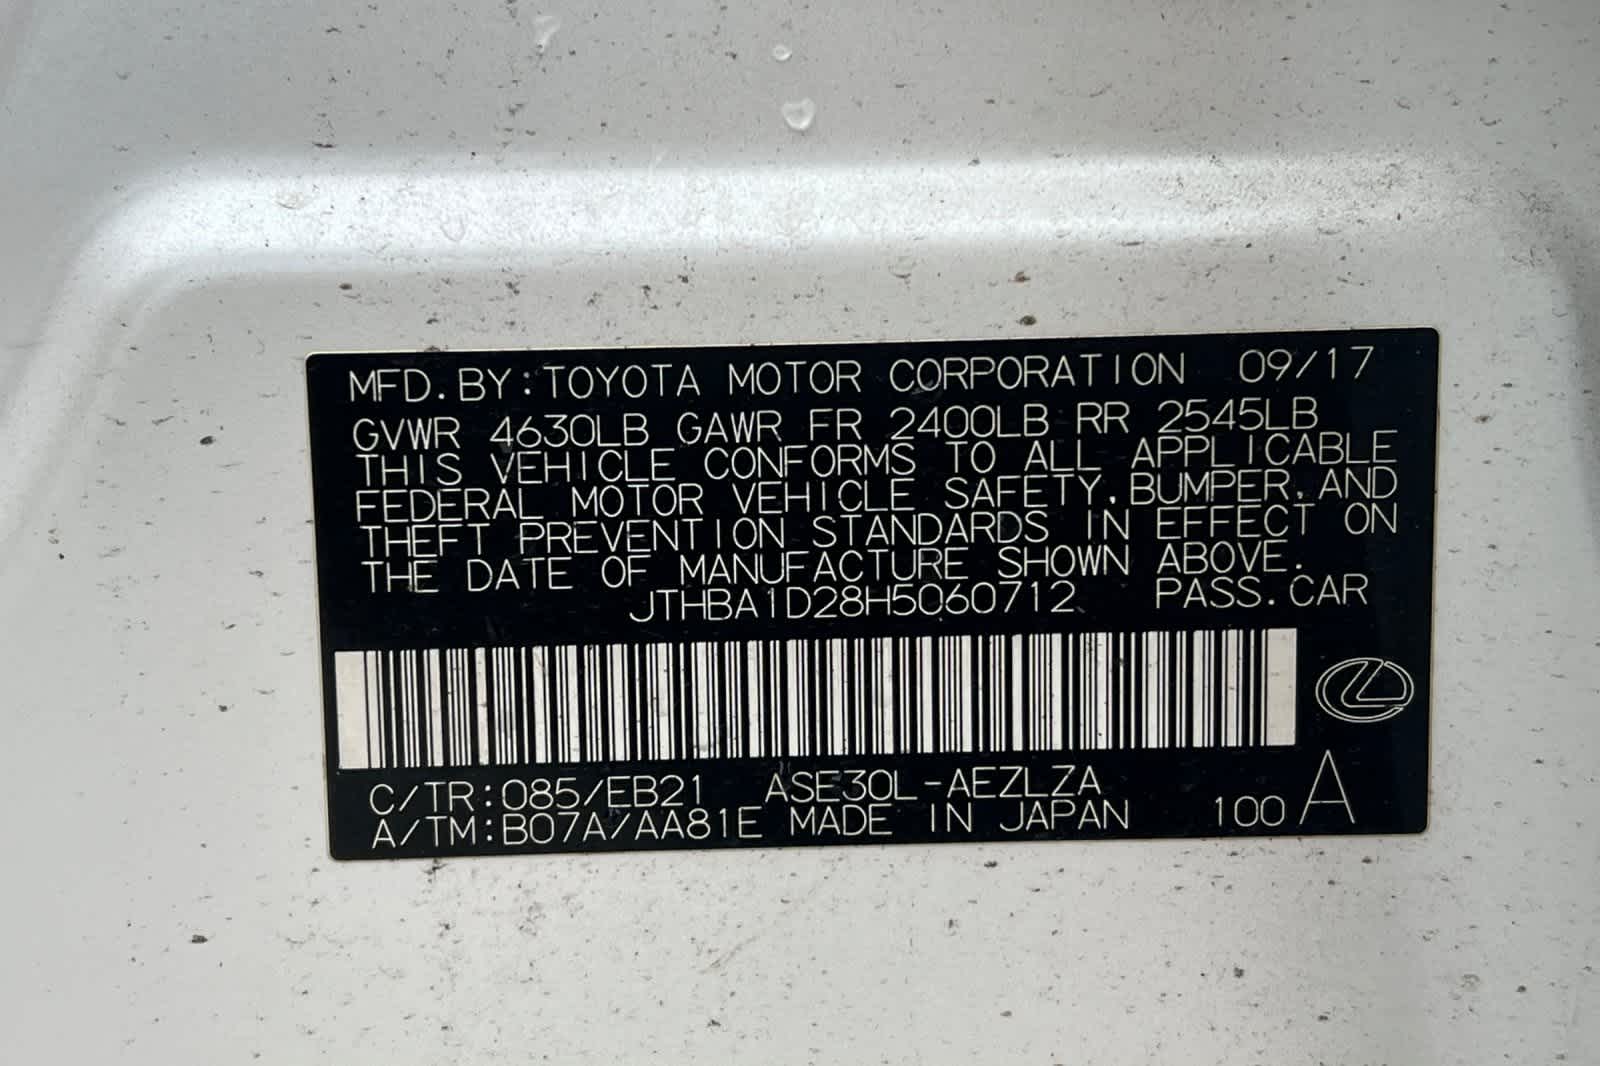 MFD.BY:TOYOTA MOTOR CORPORATION 09/17
GVWR 4630LB GAWR FR 2400LB RR 2545LB
THIS VEHICLE CONFORMS TO ALL APPLICABLE
FEDERAL MOTOR VEHICLE SAFETY,BUMPER,AND
THEFT PREVENTION STANDARDS IN EFFECT ON
THE DATE OF MANUFACTURE SHOWN ABOVE.
JTHBA1D28H5060712 PASS.CAR
C/TR:085/EB21 ASE30L-AEZLZA
A/TM:B07A/AA81E MADE IN JAPAN 100 A